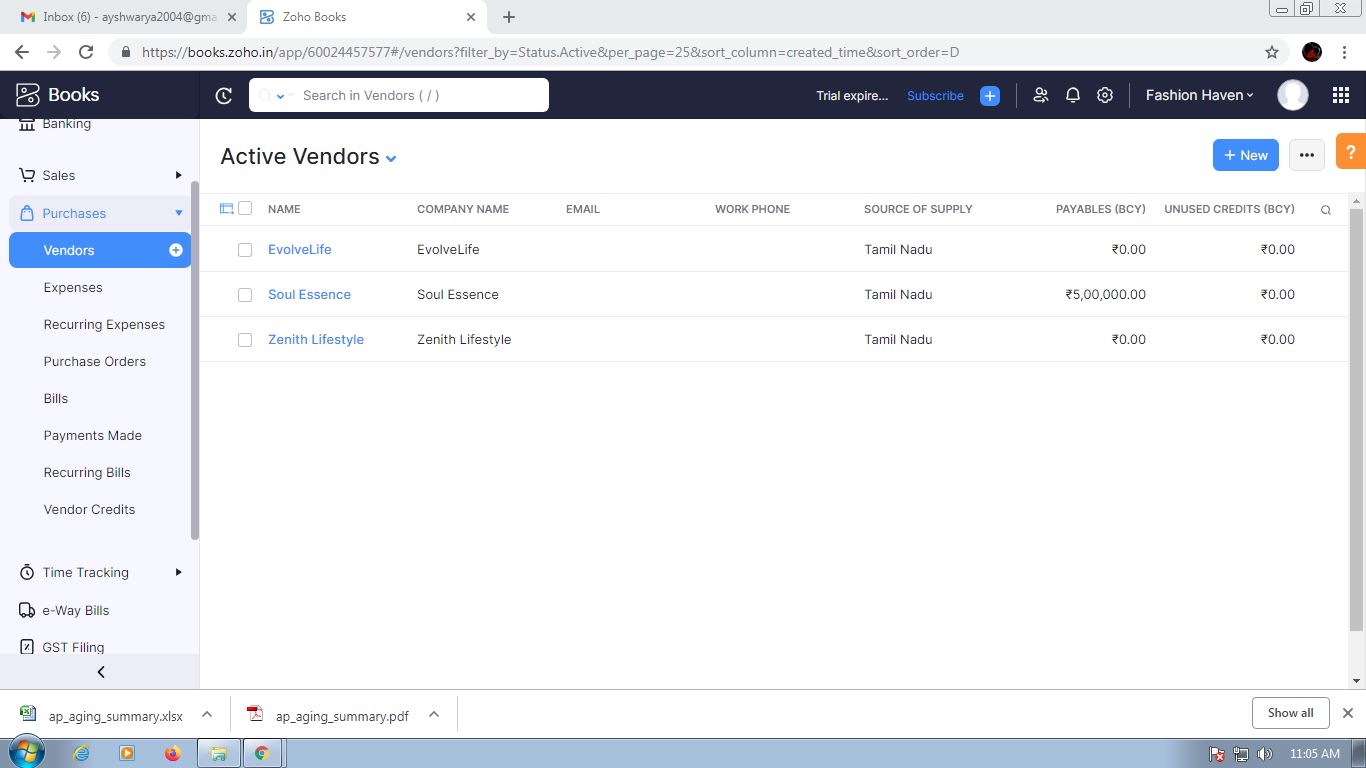 Inbox (6) - ayshwarya2004@gma
Zoho Books
https://books.zoho.in/app/60024457577#/vendors?filter_by=Status.Active&per_page=25&sort_column=created_time&sort_order=D
Books
Search in Vendors ( / )
Trial expire... Subscribe
Fashion Haven
Banking
Sales
Purchases
Vendors
Expenses
Recurring Expenses
Purchase Orders
Bills
Payments Made
Recurring Bills
Vendor Credits
Time Tracking
e-Way Bills
GST Filing
Active Vendors
+ New
?
NAME COMPANY NAME EMAIL WORK PHONE SOURCE OF SUPPLY PAYABLES (BCY) UNUSED CREDITS (BCY)
EvolveLife EvolveLife Tamil Nadu ₹0.00 ₹0.00
Soul Essence Soul Essence Tamil Nadu ₹5,00,000.00 ₹0.00
Zenith Lifestyle Zenith Lifestyle Tamil Nadu ₹0.00 ₹0.00
ap_aging_summary.xlsx
ap_aging_summary.pdf
Show all
11:05 AM